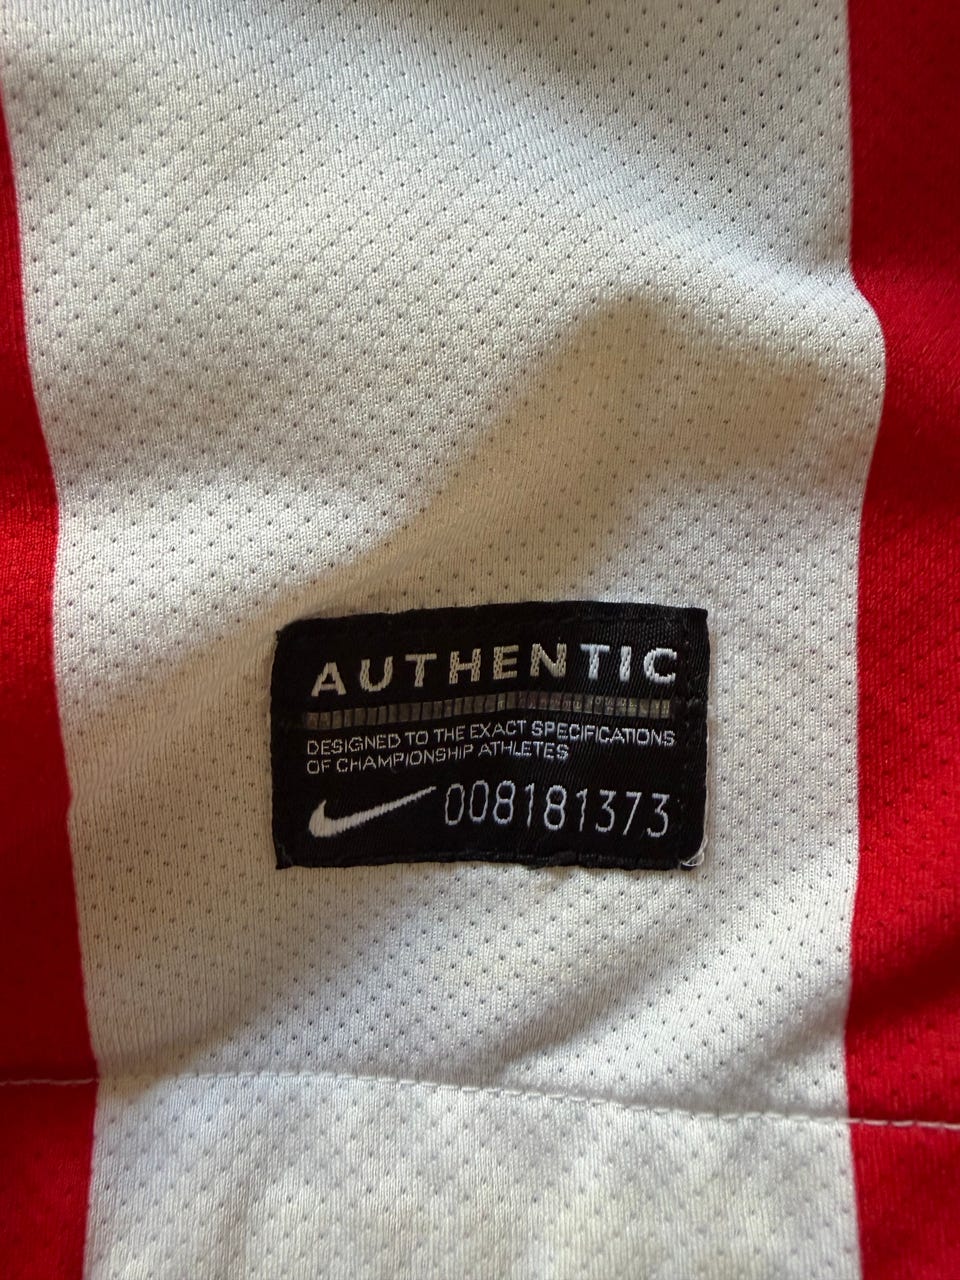 AUTHENTIC
DESIGNED TO THE EXACT SPECIFICATIONS
OF CHAMPIONSHIP ATHLETES
008181373